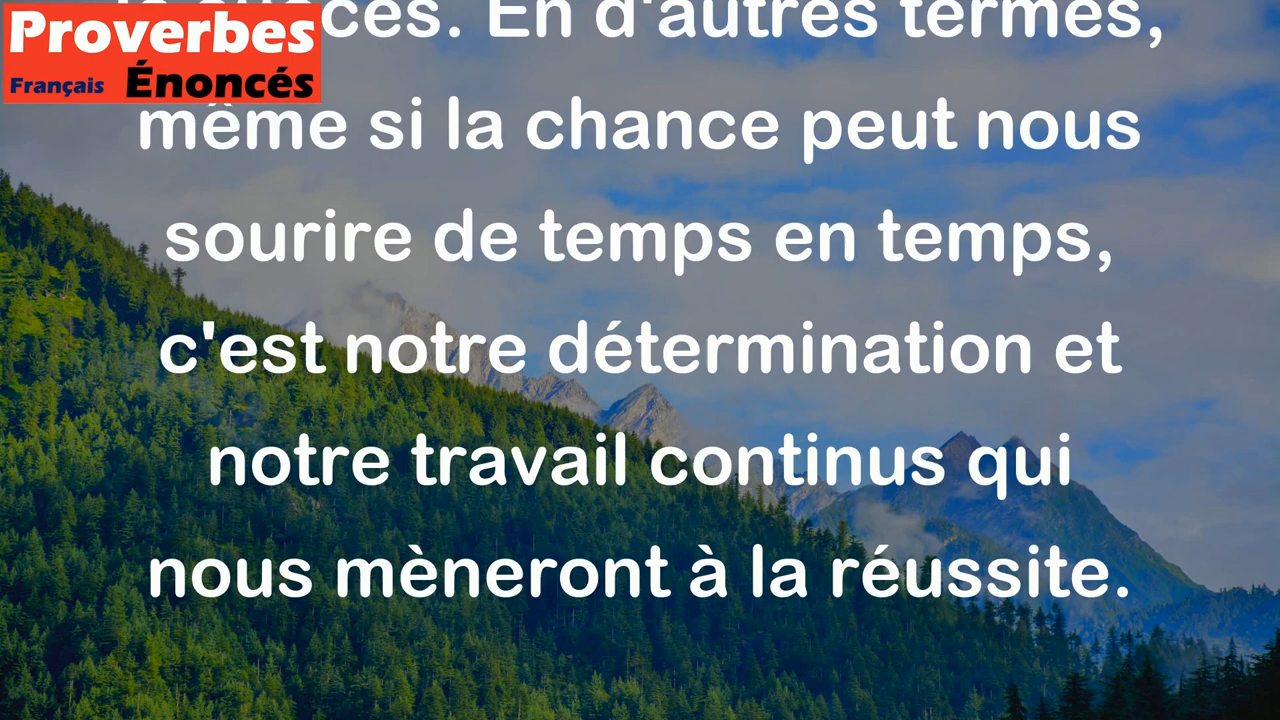 Proverbes
Français Énoncés
succès. En d'autres termes,
même si la chance peut nous
sourire de temps en temps,
c'est notre détermination et
notre travail continus qui
nous mèneront à la réussite.